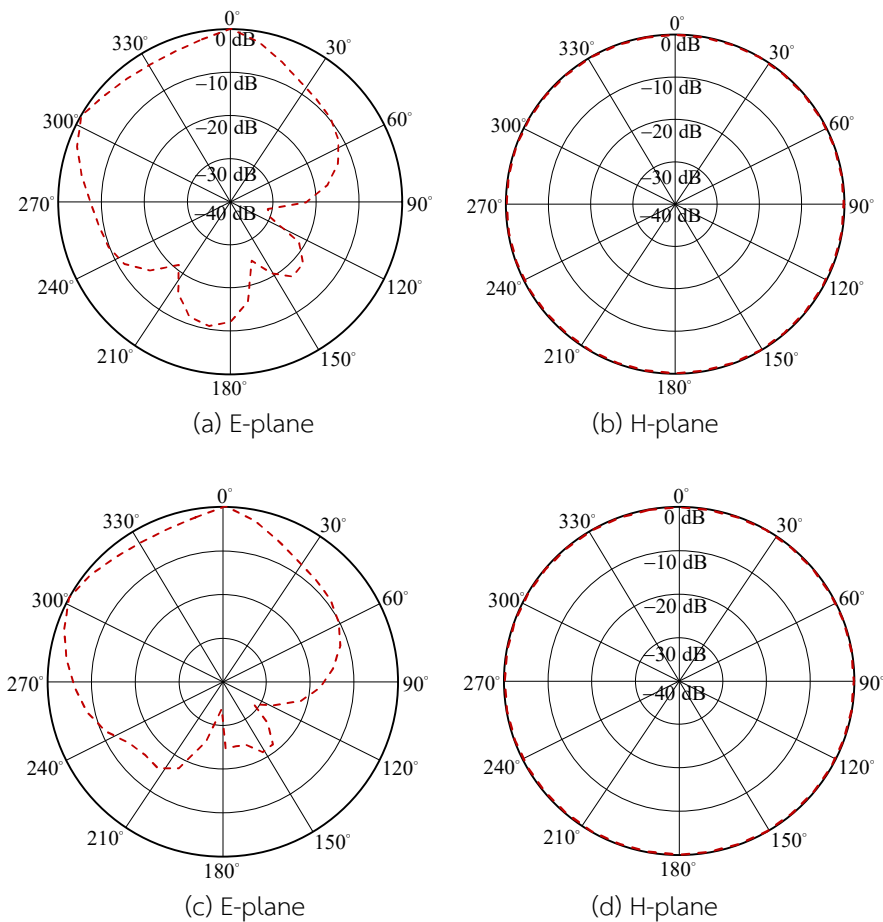 0°
330° 0 dB 30°
−10 dB
300° −20 dB 60°
−30 dB
270° −40 dB 90°
240° 120°
210° 150°
180°
(a) E-plane
0°
330° 0 dB 30°
−10 dB
300° −20 dB 60°
−30 dB
270° −40 dB 90°
240° 120°
210° 150°
180°
(b) H-plane
0°
330° 30°
300° 60°
270° 90°
240° 120°
210° 150°
180°
(c) E-plane
0°
330° 0 dB 30°
−10 dB
300° −20 dB 60°
−30 dB
270° −40 dB 90°
240° 120°
210° 150°
180°
(d) H-plane